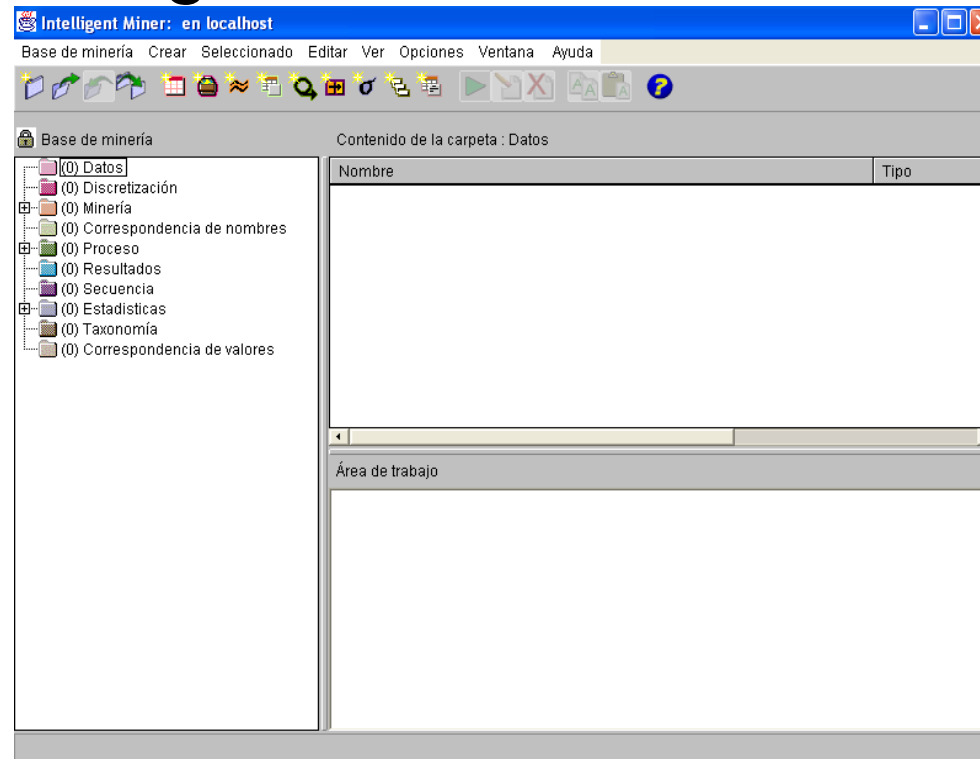 Intelligent Miner: en localhost
Base de minería Crear Seleccionado Editar Ver Opciones Ventana Ayuda
Base de minería
Contenido de la carpeta : Datos
Nombre Tipo
(0) Datos
(0) Discretización
(0) Minería
(0) Correspondencia de nombres
(0) Proceso
(0) Resultados
(0) Secuencia
(0) Estadisticas
(0) Taxonomía
(0) Correspondencia de valores
Área de trabajo